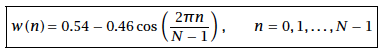 w(n) = 0.54 − 0.46 cos ( 2πn / N − 1 ) ,    n = 0, 1, . . . , N − 1